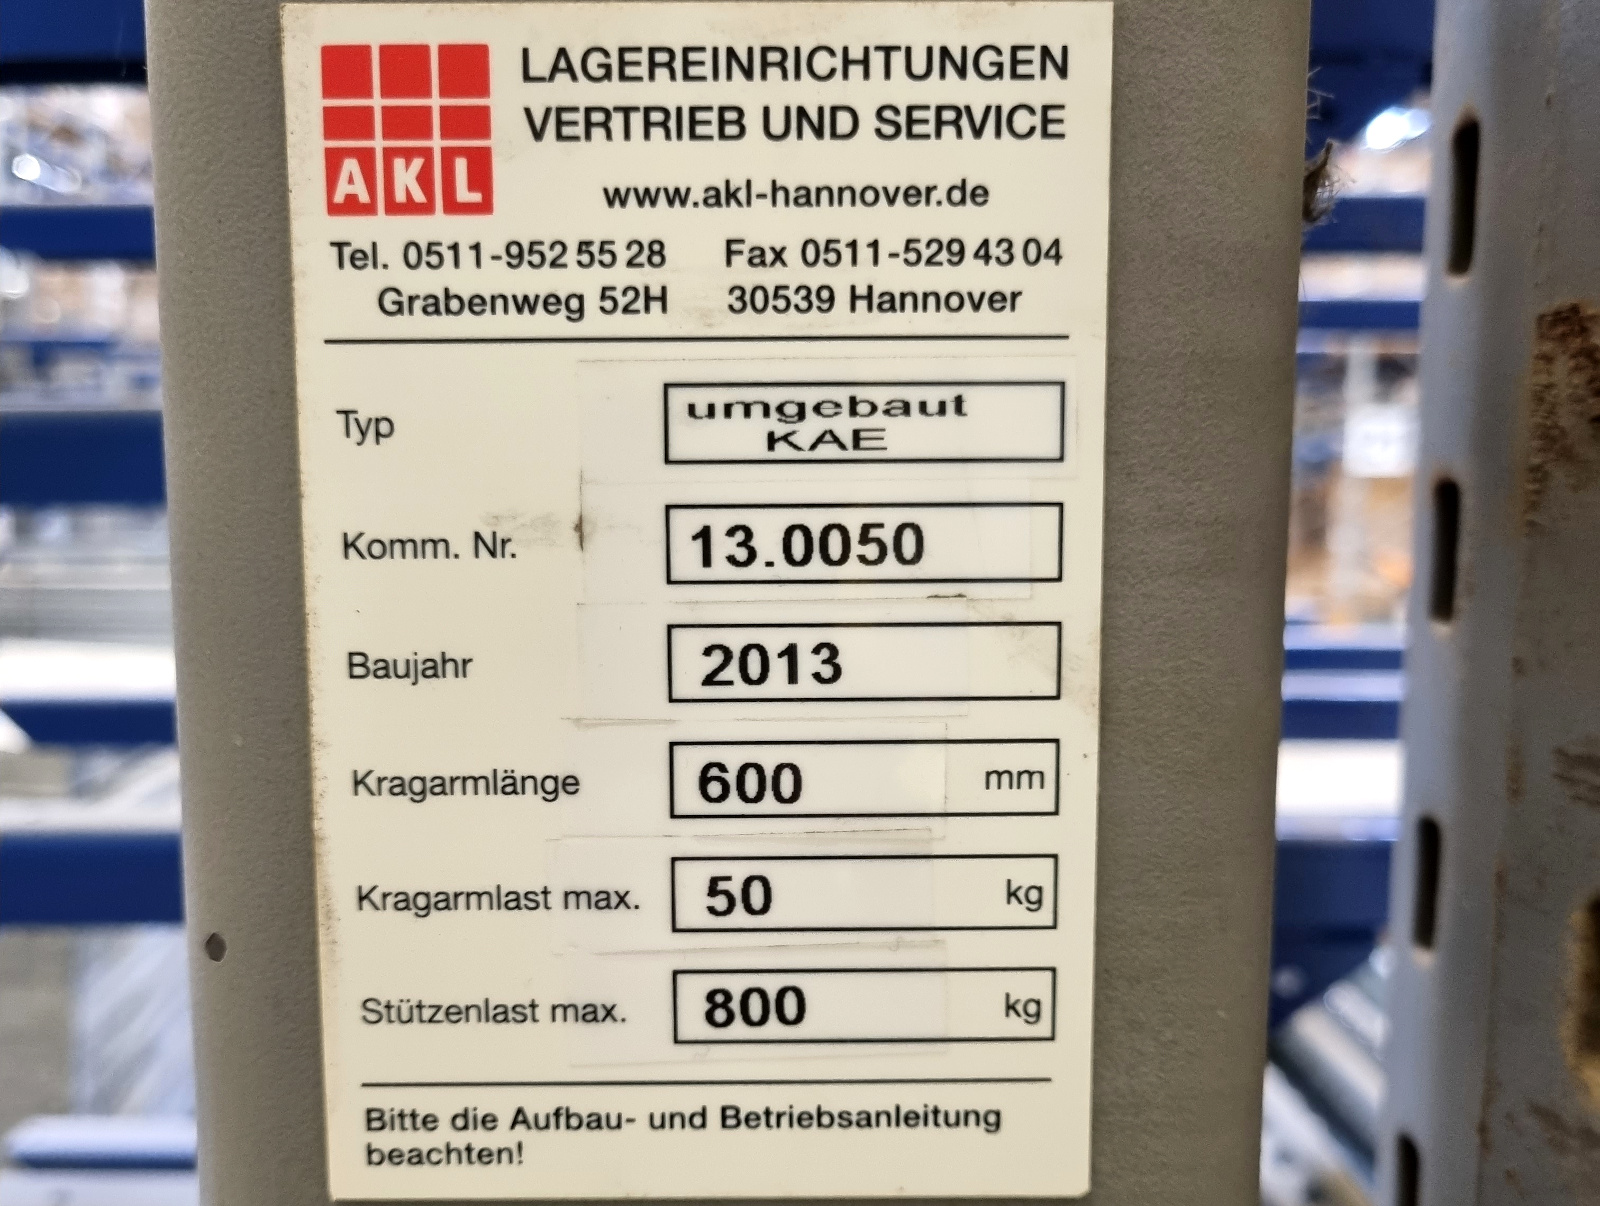 AKL
LAGEREINRICHTUNGEN
VERTRIEB UND SERVICE
www.akl-hannover.de
Tel. 0511-952 55 28 Fax 0511-529 43 04
Grabenweg 52H 30539 Hannover
Typ umgebaut
KAE
Komm. Nr. 13.0050
Baujahr 2013
Kragarmlänge 600 mm
Kragarmlast max. 50 kg
Stützenlast max. 800 kg
Bitte die Aufbau- und Betriebsanleitung
beachten!